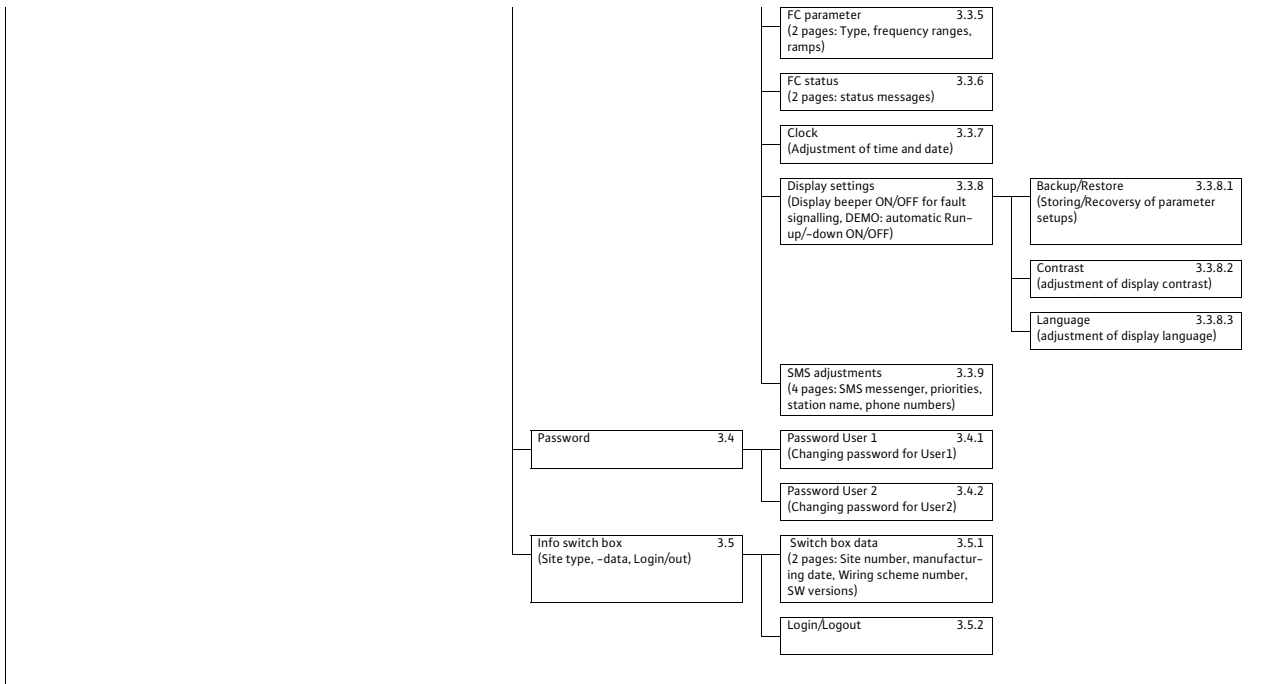 FC parameter 3.3.5
(2 pages: Type, frequency ranges,
ramps)
FC status 3.3.6
(2 pages: status messages)
Clock 3.3.7
(Adjustment of time and date)
Display settings 3.3.8
(Display beeper ON/OFF for fault
signalling, DEMO: automatic Run-
up/-down ON/OFF)
Backup/Restore 3.3.8.1
(Storing/Recoversy of parameter
setups)
Contrast 3.3.8.2
(adjustment of display contrast)
Language 3.3.8.3
(adjustment of display language)
SMS adjustments 3.3.9
(4 pages: SMS messenger, priorities,
station name, phone numbers)
Password 3.4
Password User 1 3.4.1
(Changing password for User1)
Password User 2 3.4.2
(Changing password for User2)
Info switch box 3.5
(Site type, -data, Login/out)
Switch box data 3.5.1
(2 pages: Site number, manufactur-
ing date, Wiring scheme number,
SW versions)
Login/Logout 3.5.2